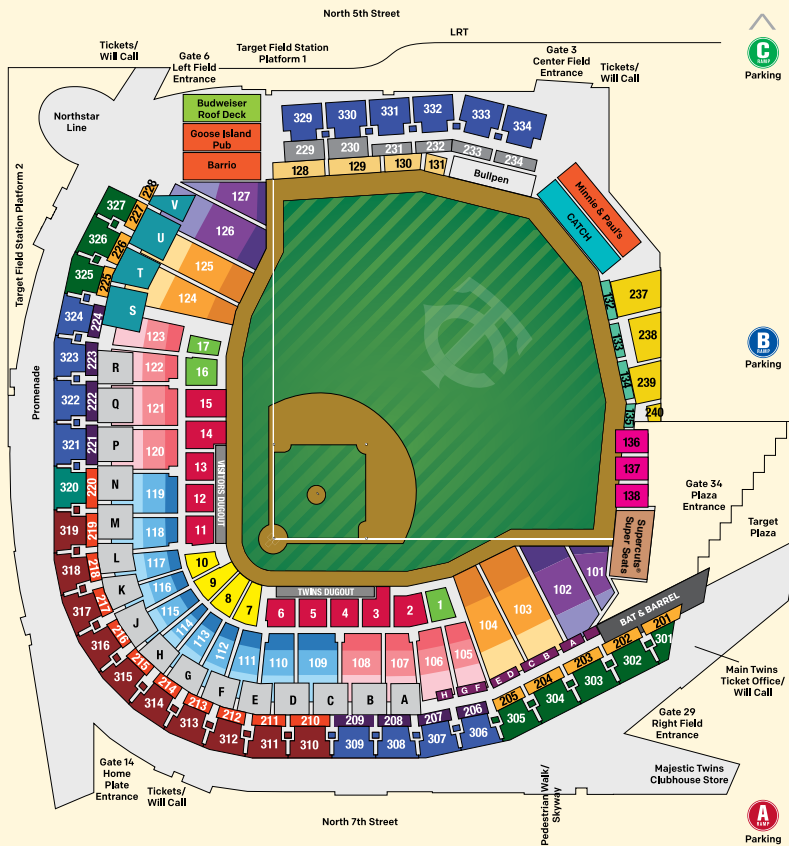 North 5th Street
LRT
Tickets/
Will Call
Gate 6
Left Field
Entrance
Target Field Station
Platform 1
Gate 3
Center Field
Entrance
Tickets/
Will Call
C
RAMP
Parking
Northstar
Line
Budweiser
Roof Deck
Goose Island
Pub
Barrio
329
330
331
332
333
334
229
230
231
232
233
234
128
129
130
131
Bullpen
Minnie & Paul's
CATCH
Target Field Station Platform 2
Promenade
327
326
325
324
323
322
321
320
319
318
317
316
315
314
313
312
311
310
309
308
307
306
305
304
303
302
301
228
227
226
225
224
223
222
221
220
219
218
217
216
215
214
213
212
211
210
209
208
207
206
205
204
203
202
201
V
U
T
S
R
Q
P
N
M
L
K
J
H
G
F
E
D
C
B
A
127
126
125
124
123
122
121
120
119
118
117
116
115
114
113
112
111
110
109
108
107
106
105
104
103
102
101
17
16
15
14
13
12
11
10
9
8
7
6
5
4
3
2
1
VISITORS DUGOUT
TWINS DUGOUT
H
G
F
E
D
C
B
A
132
133
134
135
237
238
239
240
136
137
138
Supercuts®
Super Seats
BAT & BARREL
B
RAMP
Parking
Gate 34
Plaza
Entrance
Target
Plaza
Main Twins
Ticket Office/
Will Call
Gate 29
Right Field
Entrance
Majestic Twins
Clubhouse Store
Gate 14
Home
Plate
Entrance
Tickets/
Will Call
North 7th Street
Pedestrian Walk/
Skyway
A
RAMP
Parking